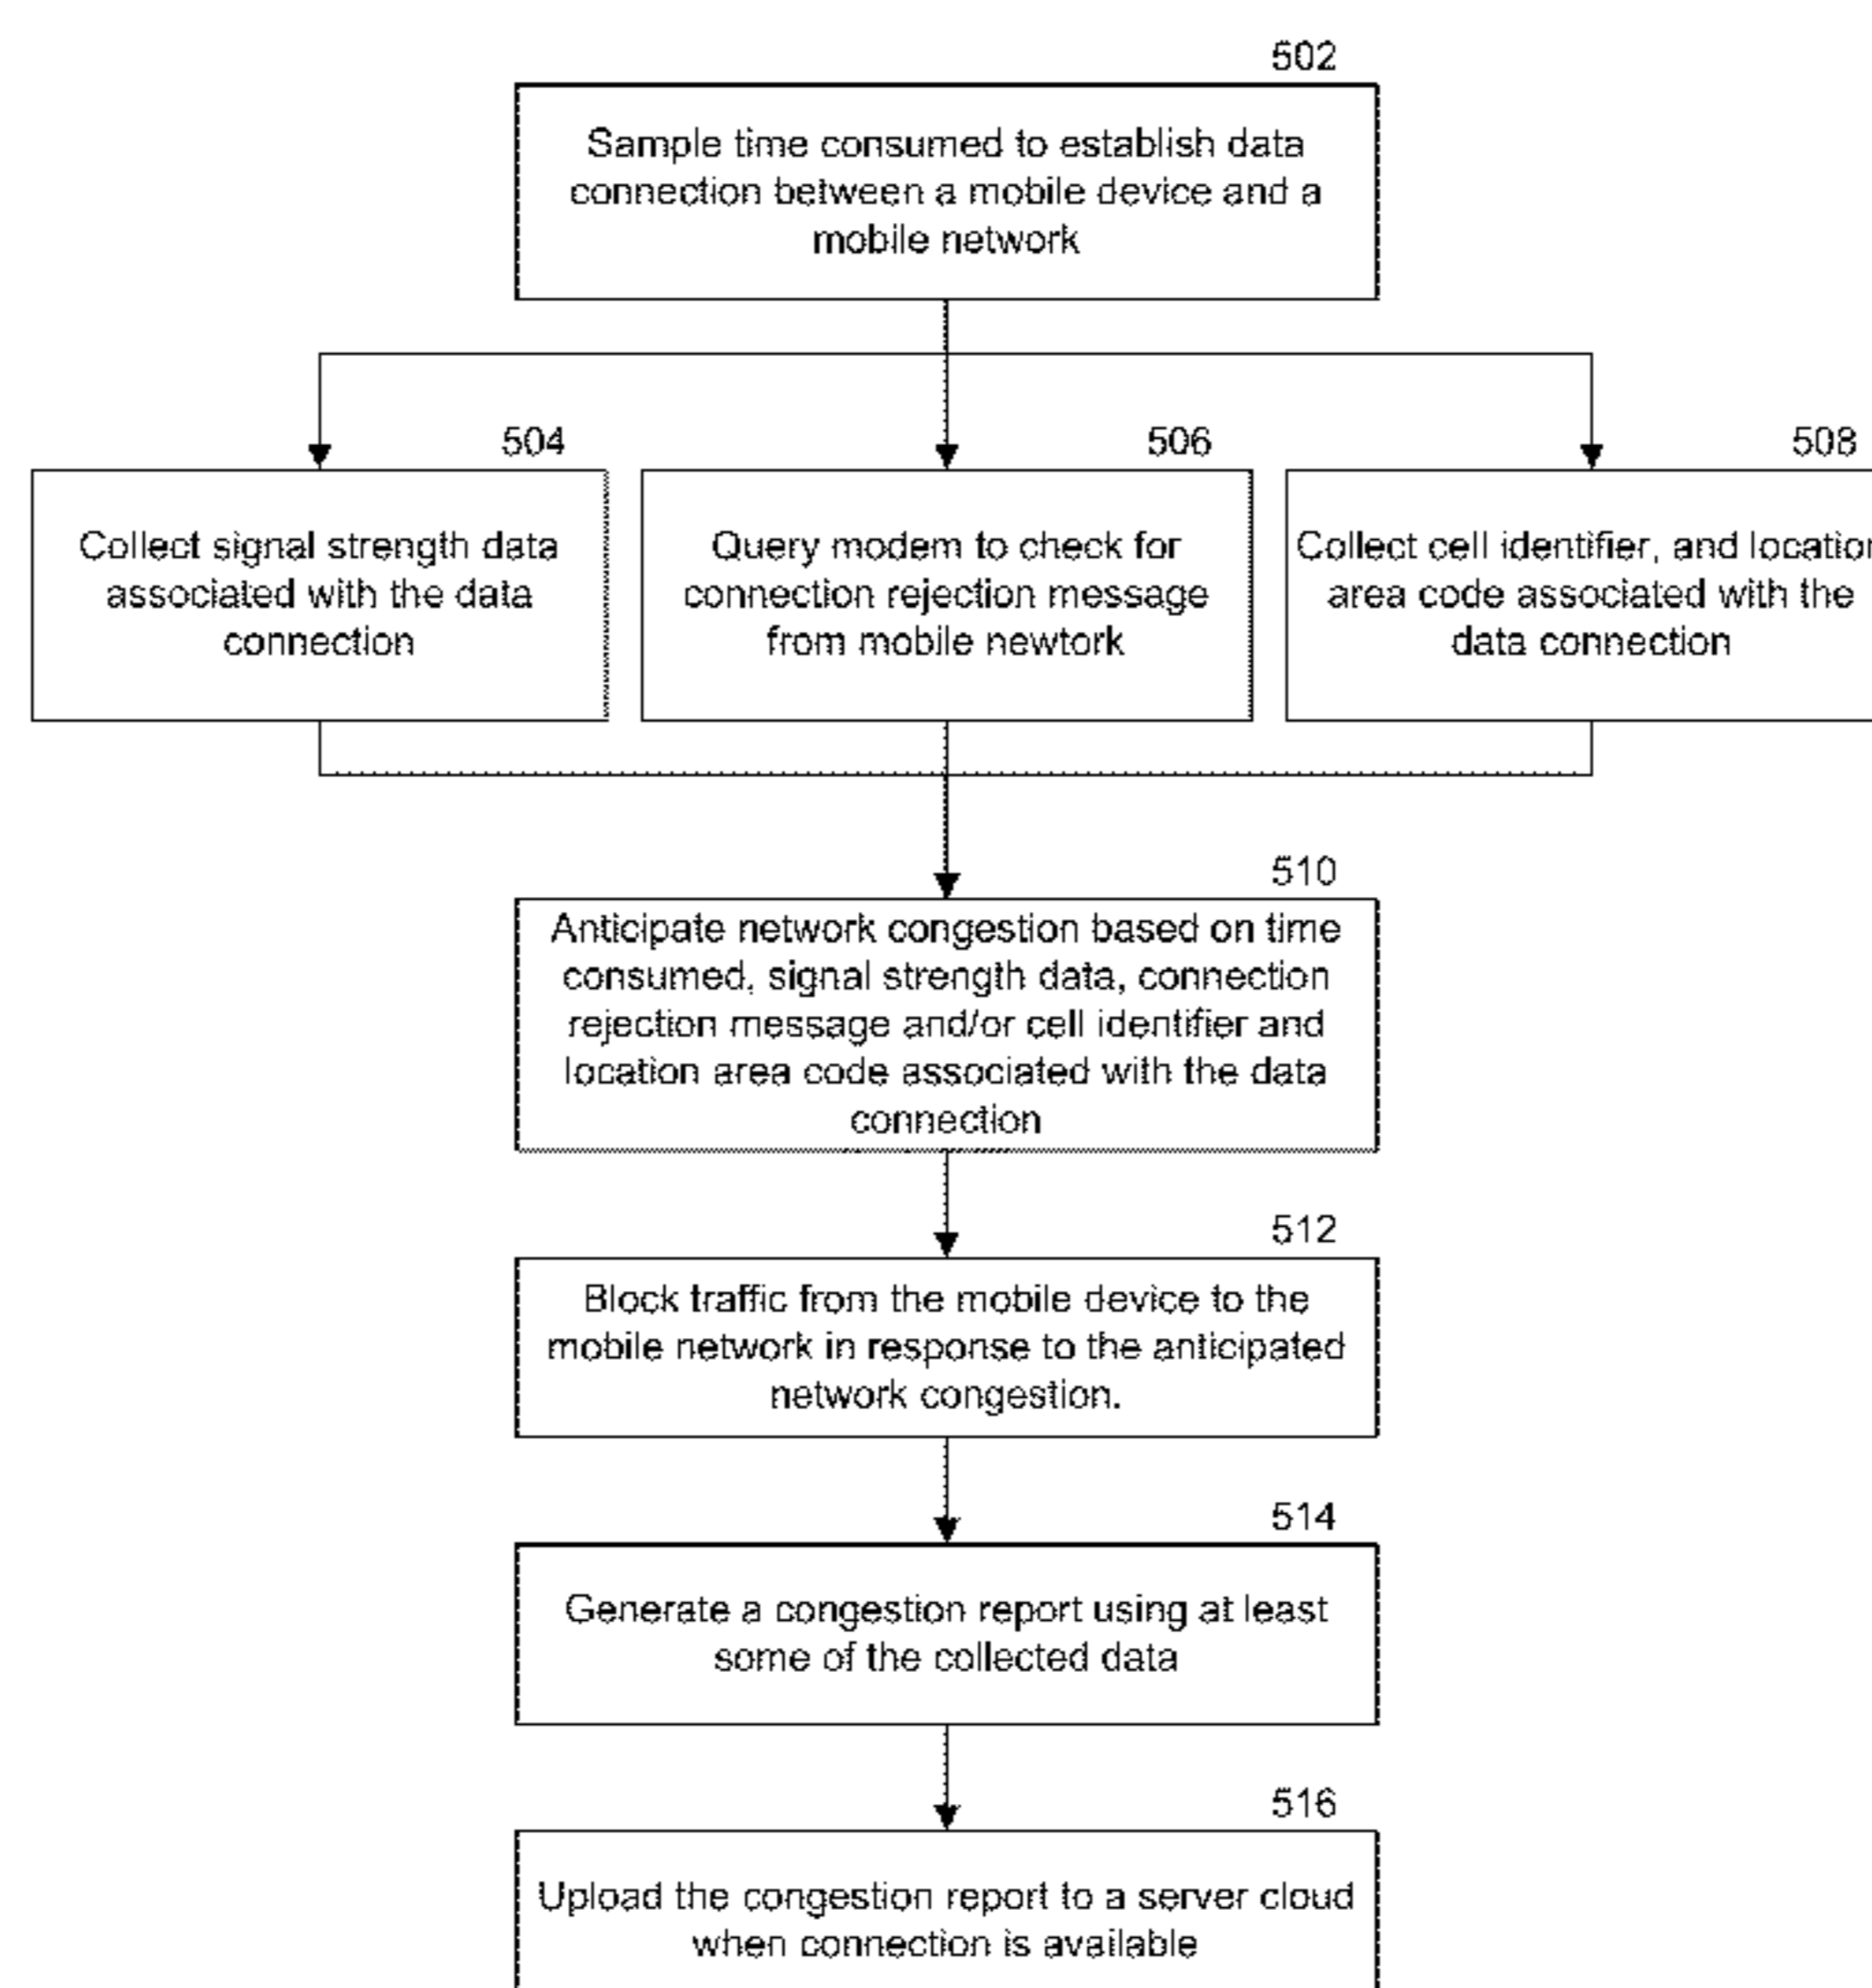 502
Sample time consumed to establish data
connection between a mobile device and a
mobile network
504
Collect signal strength data
associated with the data
connection
506
Query modem to check for
connection rejection message
from mobile newtork
508
Collect cell identifier, and location
area code associated with the
data connection
510
Anticipate network congestion based on time
consumed, signal strength data, connection
rejection message and/or cell identifier and
location area code associated with the data
connection
512
Block traffic from the mobile device to the
mobile network in response to the anticipated
network congestion.
514
Generate a congestion report using at least
some of the collected data
516
Upload the congestion report to a server cloud
when connection is available